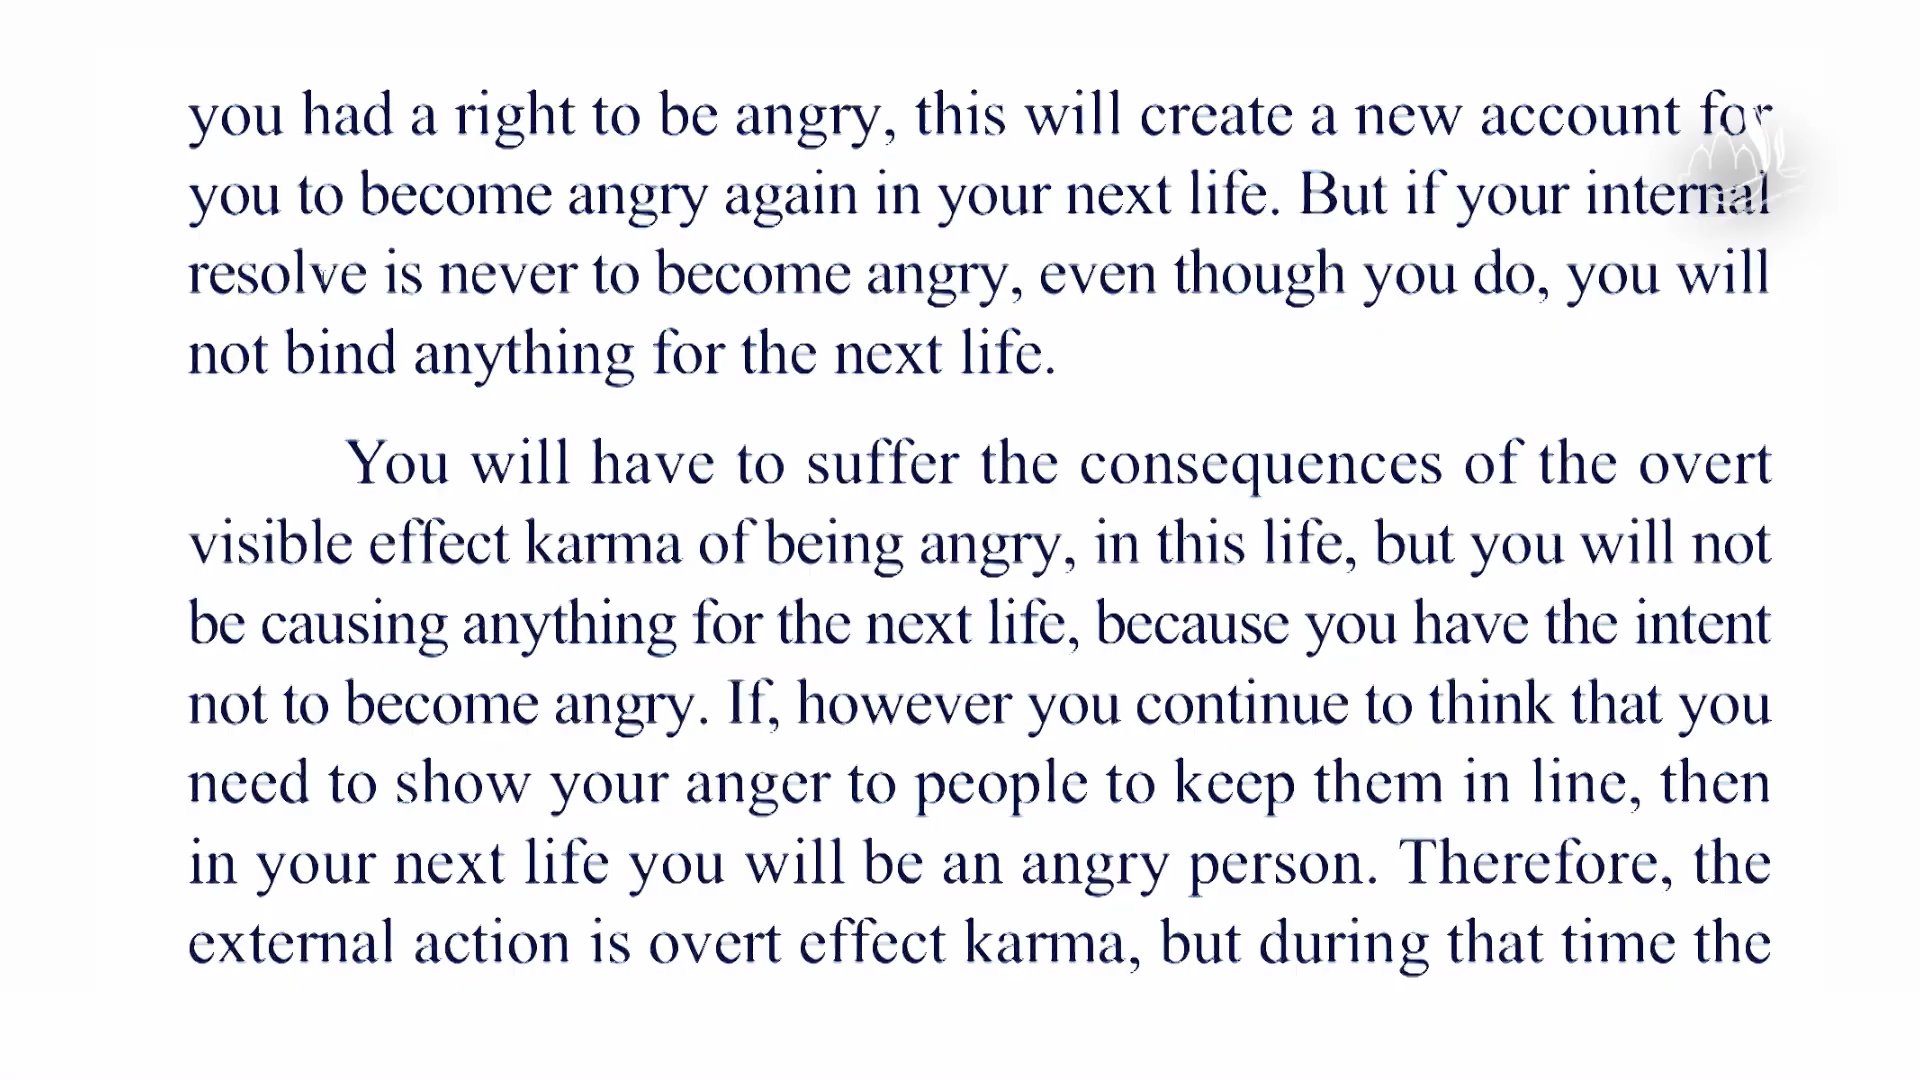 you had a right to be angry, this will create a new account for
you to become angry again in your next life. But if your internal
resolve is never to become angry, even though you do, you will
not bind anything for the next life.
You will have to suffer the consequences of the overt
visible effect karma of being angry, in this life, but you will not
be causing anything for the next life, because you have the intent
not to become angry. If, however you continue to think that you
need to show your anger to people to keep them in line, then
in your next life you will be an angry person. Therefore, the
external action is overt effect karma, but during that time the